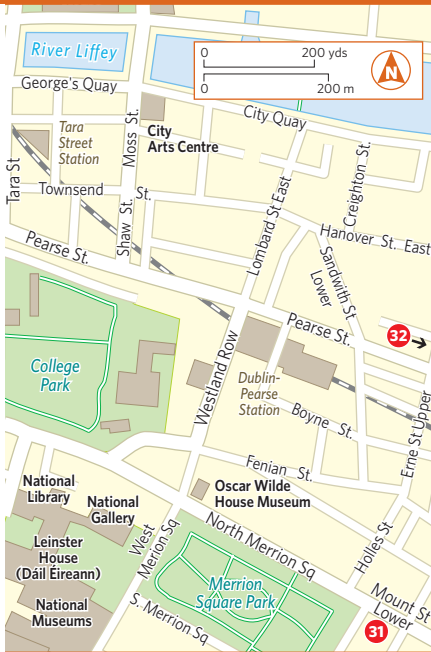 River Liffey
0 200 yds
0 200 m
N
George's Quay
City Quay
Tara
Street
Station
Moss St.
City
Arts Centre
Tara St
Townsend St.
Shaw St.
Creighton St.
Lombard St East
Hanover St. East
Pearse St.
Sandwith St
Lower
Pearse St.
32
College
Park
Westland Row
Dublin-
Pearse
Station
Boyne St.
Erne St Upper
Fenian St.
National
Library
National
Gallery
Oscar Wilde
House Museum
West
Merion Sq
North Merrion Sq
Holles St
Leinster
House
(Dáil Éireann)
Merrion
Square Park
National
Museums
S. Merrion Sq
Mount St
Lower
31